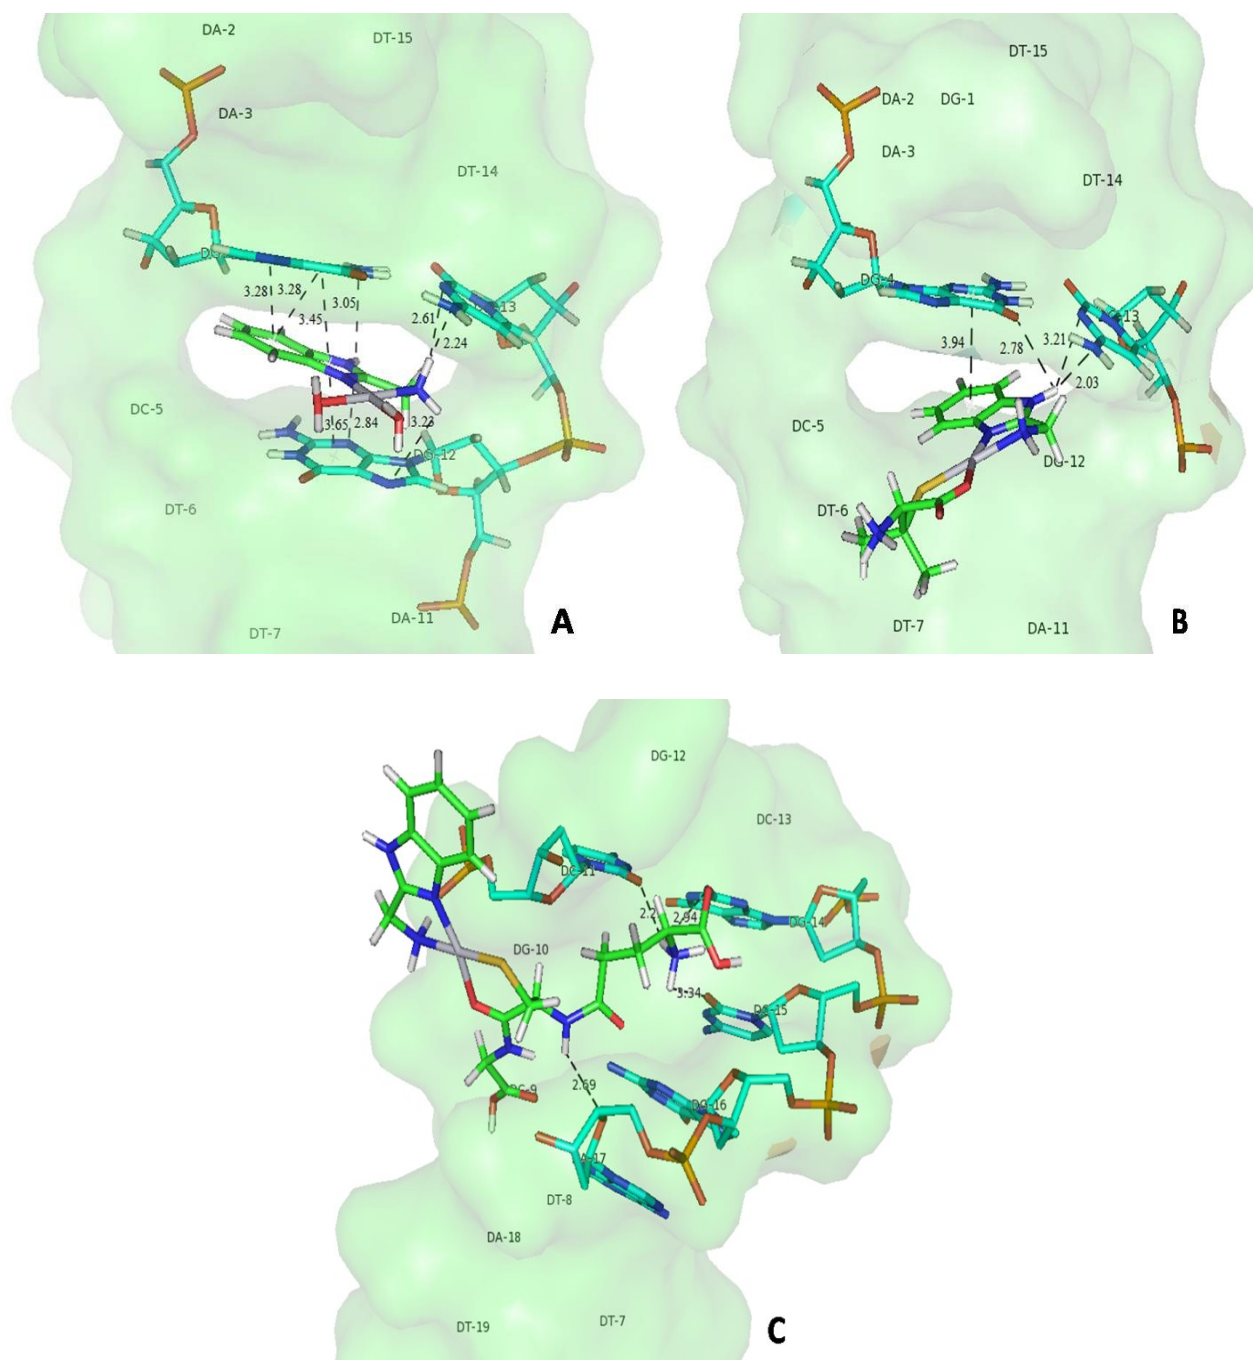 DA-2
DT-15
DA-3
DT-14
3.28
3.28
3.05
3.45
2.61
2.24
DC-5
3.65
2.84
3.23
DG-12
DT-6
DA-11
DT-7
A
DT-15
DA-2
DG-1
DA-3
DT-14
DG-4
3.21
3.94
2.78
2.03
DC-5
DG-12
DT-6
DT-7
DA-11
B
DG-12
DC-13
DC-11
2.94
DG-14
DG-10
3.34
2.69
DG-16
DT-8
DA-18
DT-19
DT-7
C